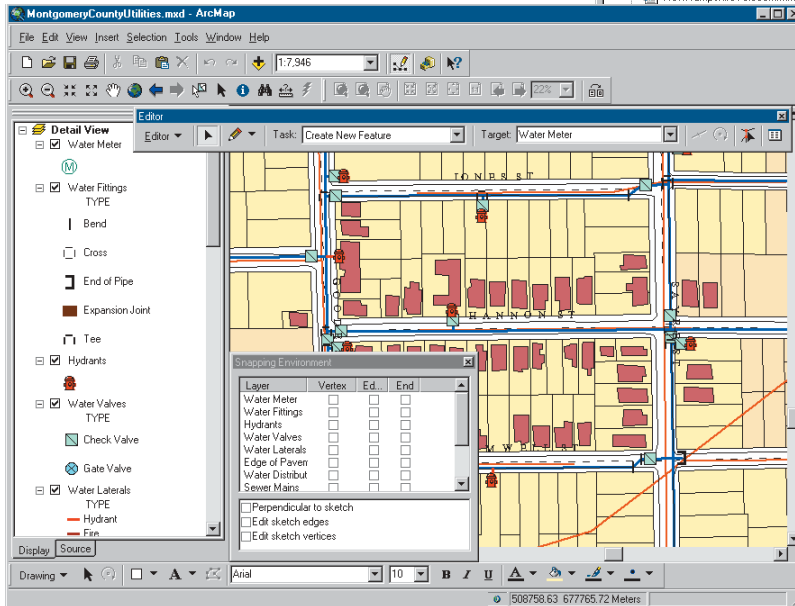 MontgomeryCountyUtilities.mxd - ArcMap
File Edit View Insert Selection Tools Window Help
1:7,946
22%
Editor
Editor Task: Create New Feature Target: Water Meter
Detail View
Water Meter
M
Water Fittings
TYPE
Bend
Cross
End of Pipe
Expansion Joint
Tee
Hydrants
Water Valves
TYPE
Check Valve
Gate Valve
Water Laterals
TYPE
Hydrant
Fire
Display Source
JONES ST
HANNON ST
Snapping Environment
Layer Vertex Ed... End
Water Meter
Water Fittings
Hydrants
Water Valves
Water Laterals
Edge of Pavem
Water Distribut
Sewer Mains
Perpendicular to sketch
Edit sketch edges
Edit sketch vertices
Drawing A Arial 10 B I U A
508758.63 677765.72 Meters